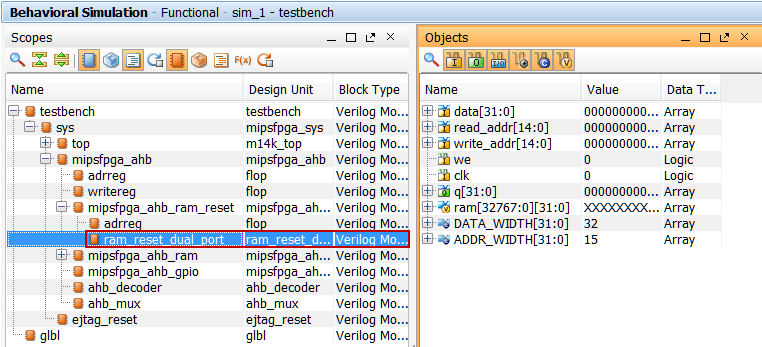 Behavioral Simulation - Functional - sim_1 - testbench
Scopes
Name Design Unit Block Type
testbench testbench Verilog Mo...
sys mipsfpga_sys Verilog Mo...
top m14k_top Verilog Mo...
mipsfpga_ahb mipsfpga_ahb Verilog Mo...
adrreg flop Verilog Mo...
writereg flop Verilog Mo...
mipsfpga_ahb_ram_reset mipsfpga_ah... Verilog Mo...
adrreg flop Verilog Mo...
ram_reset_dual_port ram_reset_d... Verilog Mo...
mipsfpga_ahb_ram mipsfpga_ah... Verilog Mo...
mipsfpga_ahb_gpio mipsfpga_ah... Verilog Mo...
ahb_decoder ahb_decoder Verilog Mo...
ahb_mux ahb_mux Verilog Mo...
ejtag_reset ejtag_reset Verilog Mo...
glbl glbl Verilog Mo...
Objects
Name Value Data T...
data[31:0] 000000000... Array
read_addr[14:0] 000000000... Array
write_addr[14:0] 000000000... Array
we 0 Logic
clk 0 Logic
q[31:0] 000000000... Array
ram[32767:0][31:0] XXXXXXXX... Array
DATA_WIDTH[31:0] 32 Array
ADDR_WIDTH[31:0] 15 Array